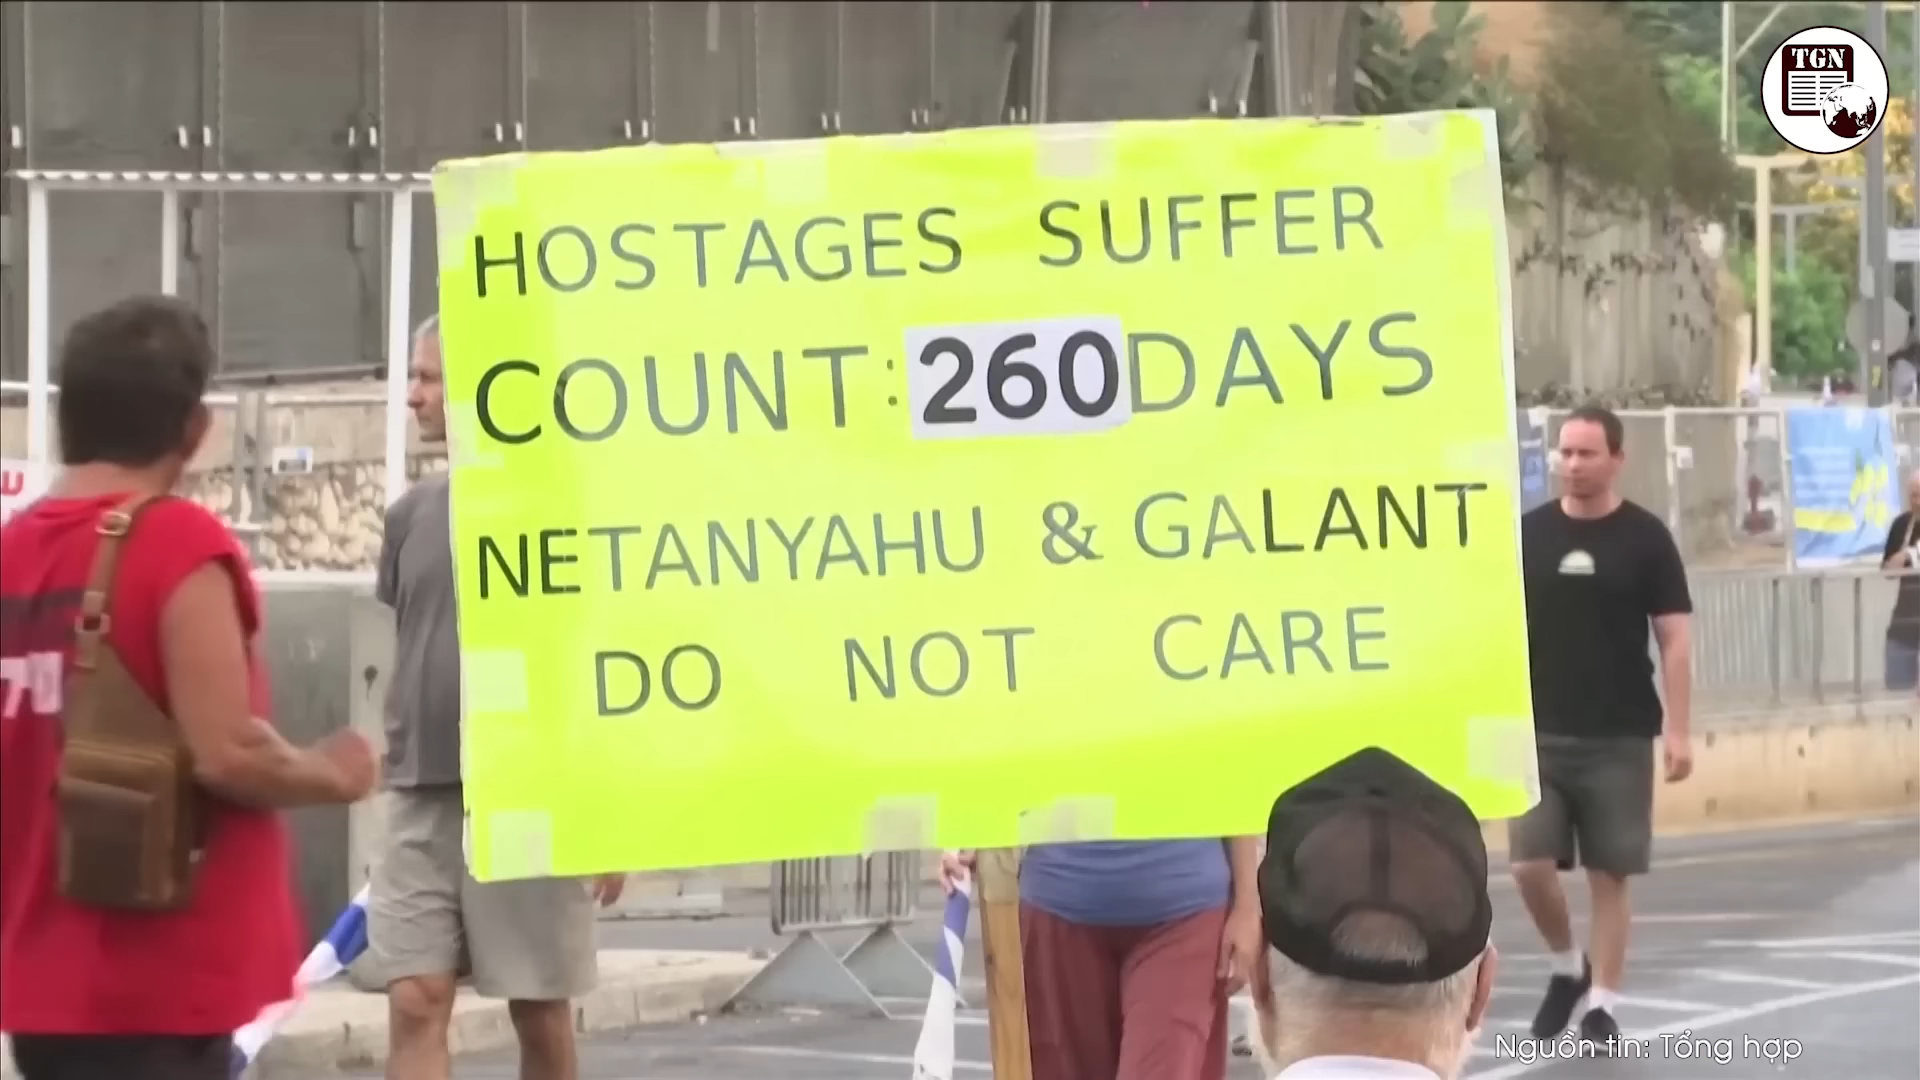 TGN
HOSTAGES SUFFER
COUNT: 260 DAYS
NETANYAHU & GALANT
DO NOT CARE
Nguồn tin: Tổng hợp